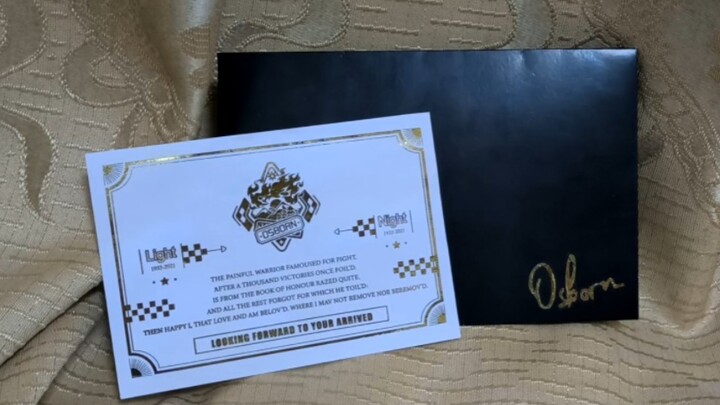 OSBORN
Light
Night
THE PAINFUL WARRIOR FAMOUSED FOR FIGHT,
AFTER A THOUSAND VICTORIES ONCE FOIL'D,
IS FROM THE BOOK OF HONOUR RAZED QUITE,
AND ALL THE REST FORGOT FOR WHICH HE TOIL'D:
THEN HAPPY I, THAT LOVE AND AM BELOV'D, WHERE I MAY NOT REMOVE NOR BEREMOV'D.
LOOKING FORWARD TO YOUR ARRIVED
Osborn